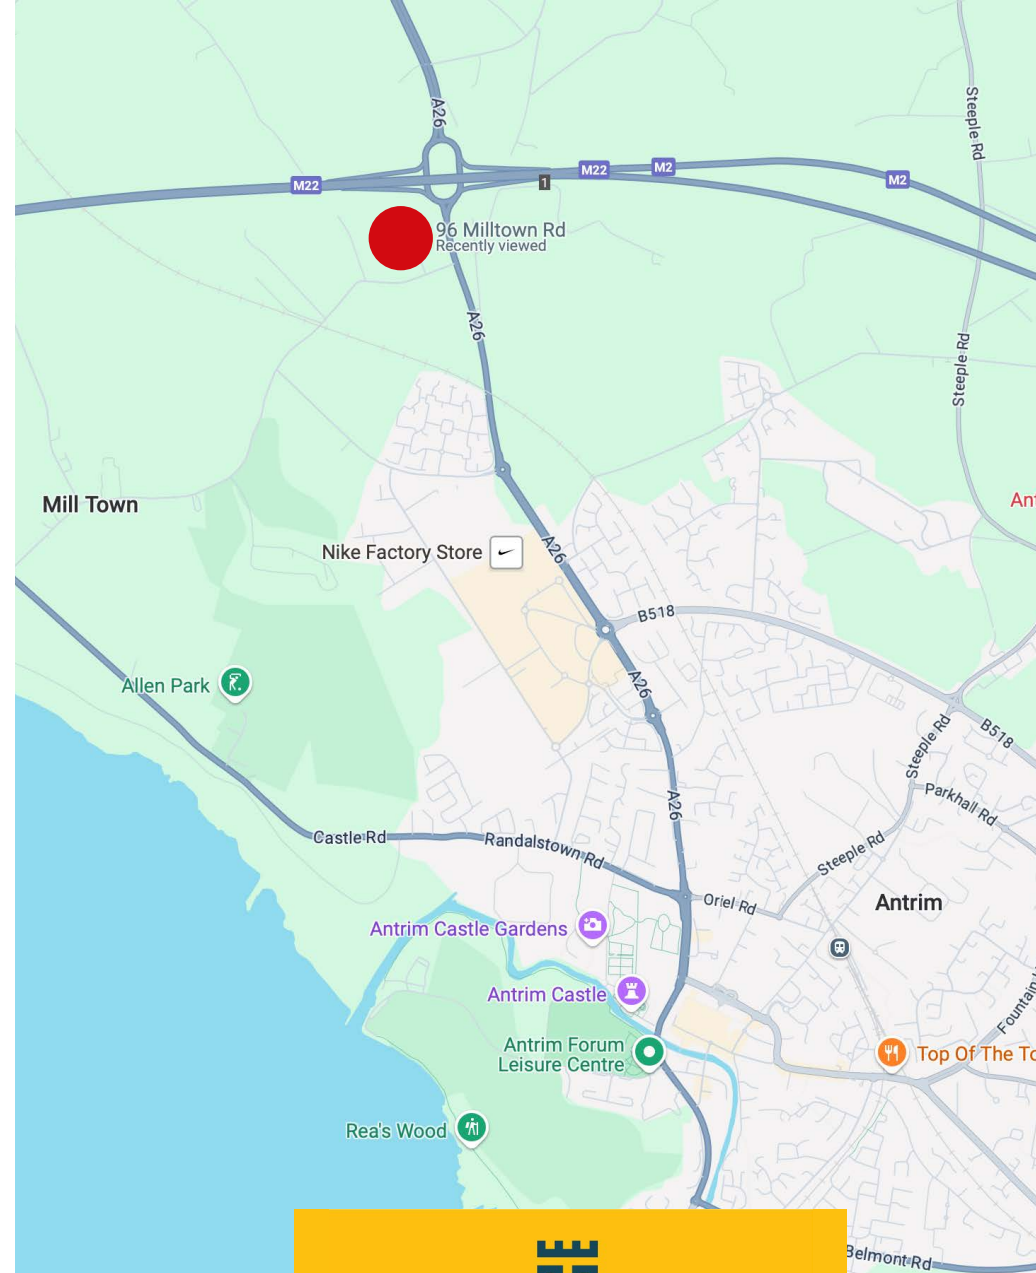 A26
Steeple Rd
M22
M2
M2
M22
1
96 Milltown Rd
Recently viewed
A26
Steeple Rd
Mill Town
Nike Factory Store
A26
B518
Allen Park
A26
Steeple Rd
B518
Parkhall Rd
A26
Castle Rd
Randalstown Rd
Steeple Rd
Oriel Rd
Antrim
Antrim Castle Gardens
Antrim Castle
Antrim Forum
Leisure Centre
Top Of The
Fountain
Rea's Wood
Belmont Rd